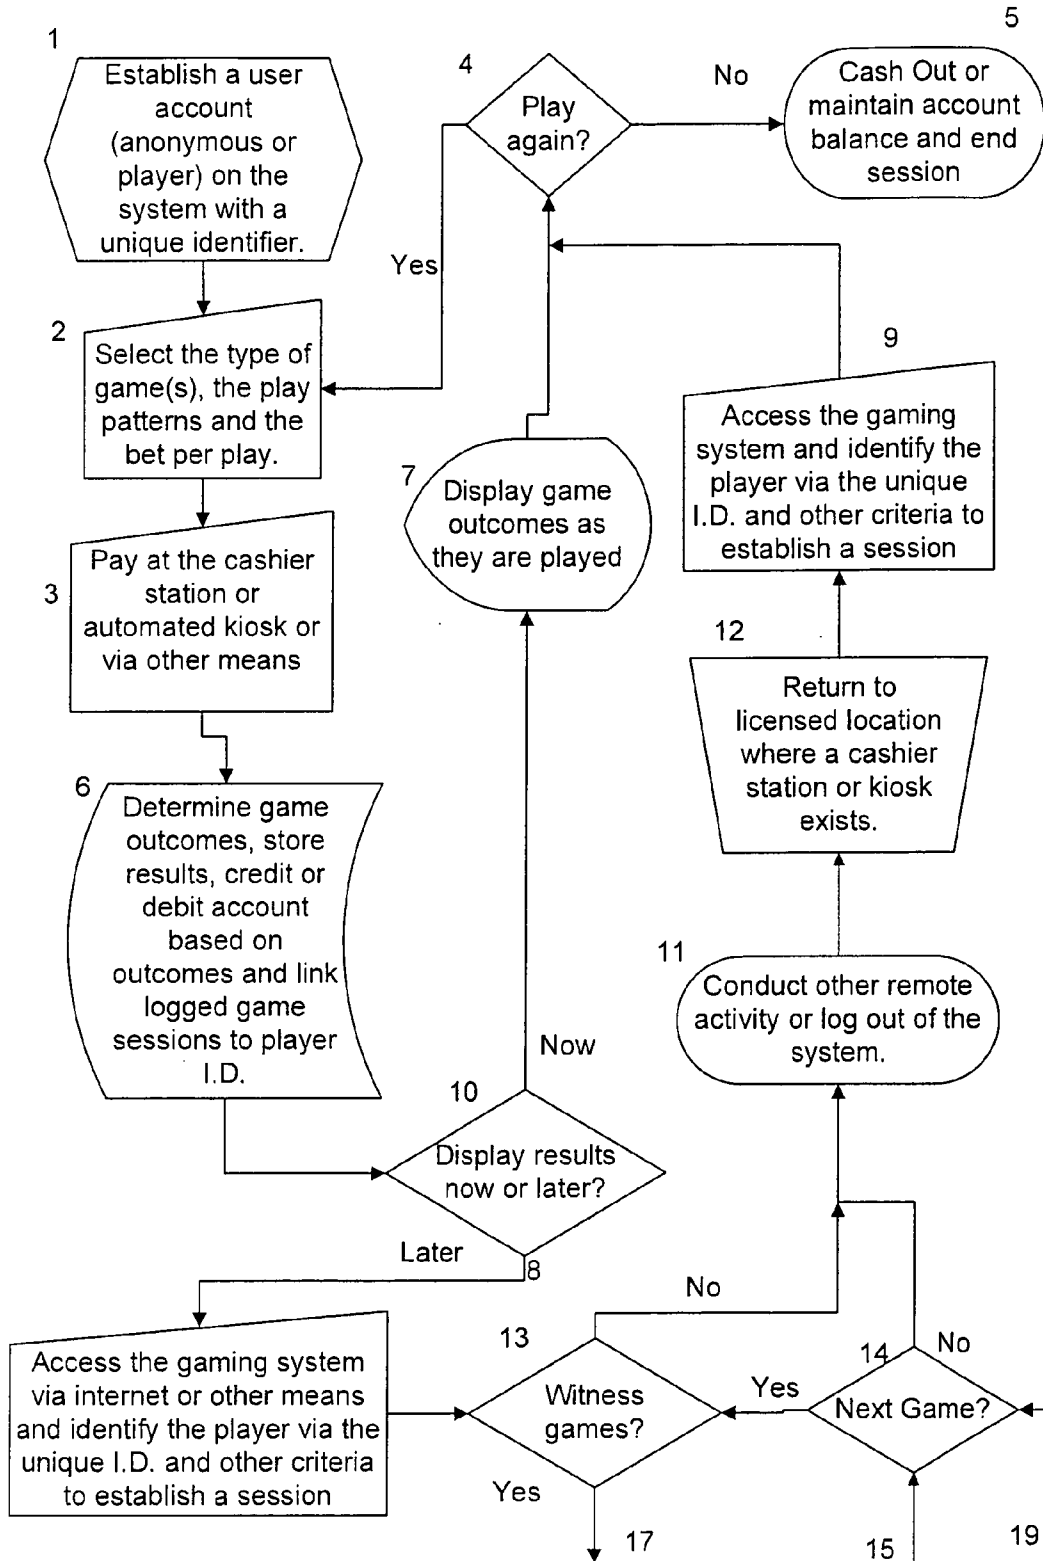 1
Establish a user
account
(anonymous or
player) on the
system with a
unique identifier.
4
Play
again?
No
5
Cash Out or
maintain account
balance and end
session
Yes
2
Select the type of
game(s), the play
patterns and the
bet per play.
3
Pay at the cashier
station or
automated kiosk or
via other means
7
Display game
outcomes as
they are played
9
Access the gaming
system and identify the
player via the unique
I.D. and other criteria to
establish a session
12
Return to
licensed location
where a cashier
station or kiosk
exists.
6
Determine game
outcomes, store
results, credit or
debit account
based on
outcomes and link
logged game
sessions to player
I.D.
11
Conduct other remote
activity or log out of the
system.
Now
10
Display results
now or later?
Later
8
Access the gaming system
via internet or other means
and identify the player via the
unique I.D. and other criteria
to establish a session
No
13
Witness
games?
Yes
14
No
Next Game?
Yes
17
15
19